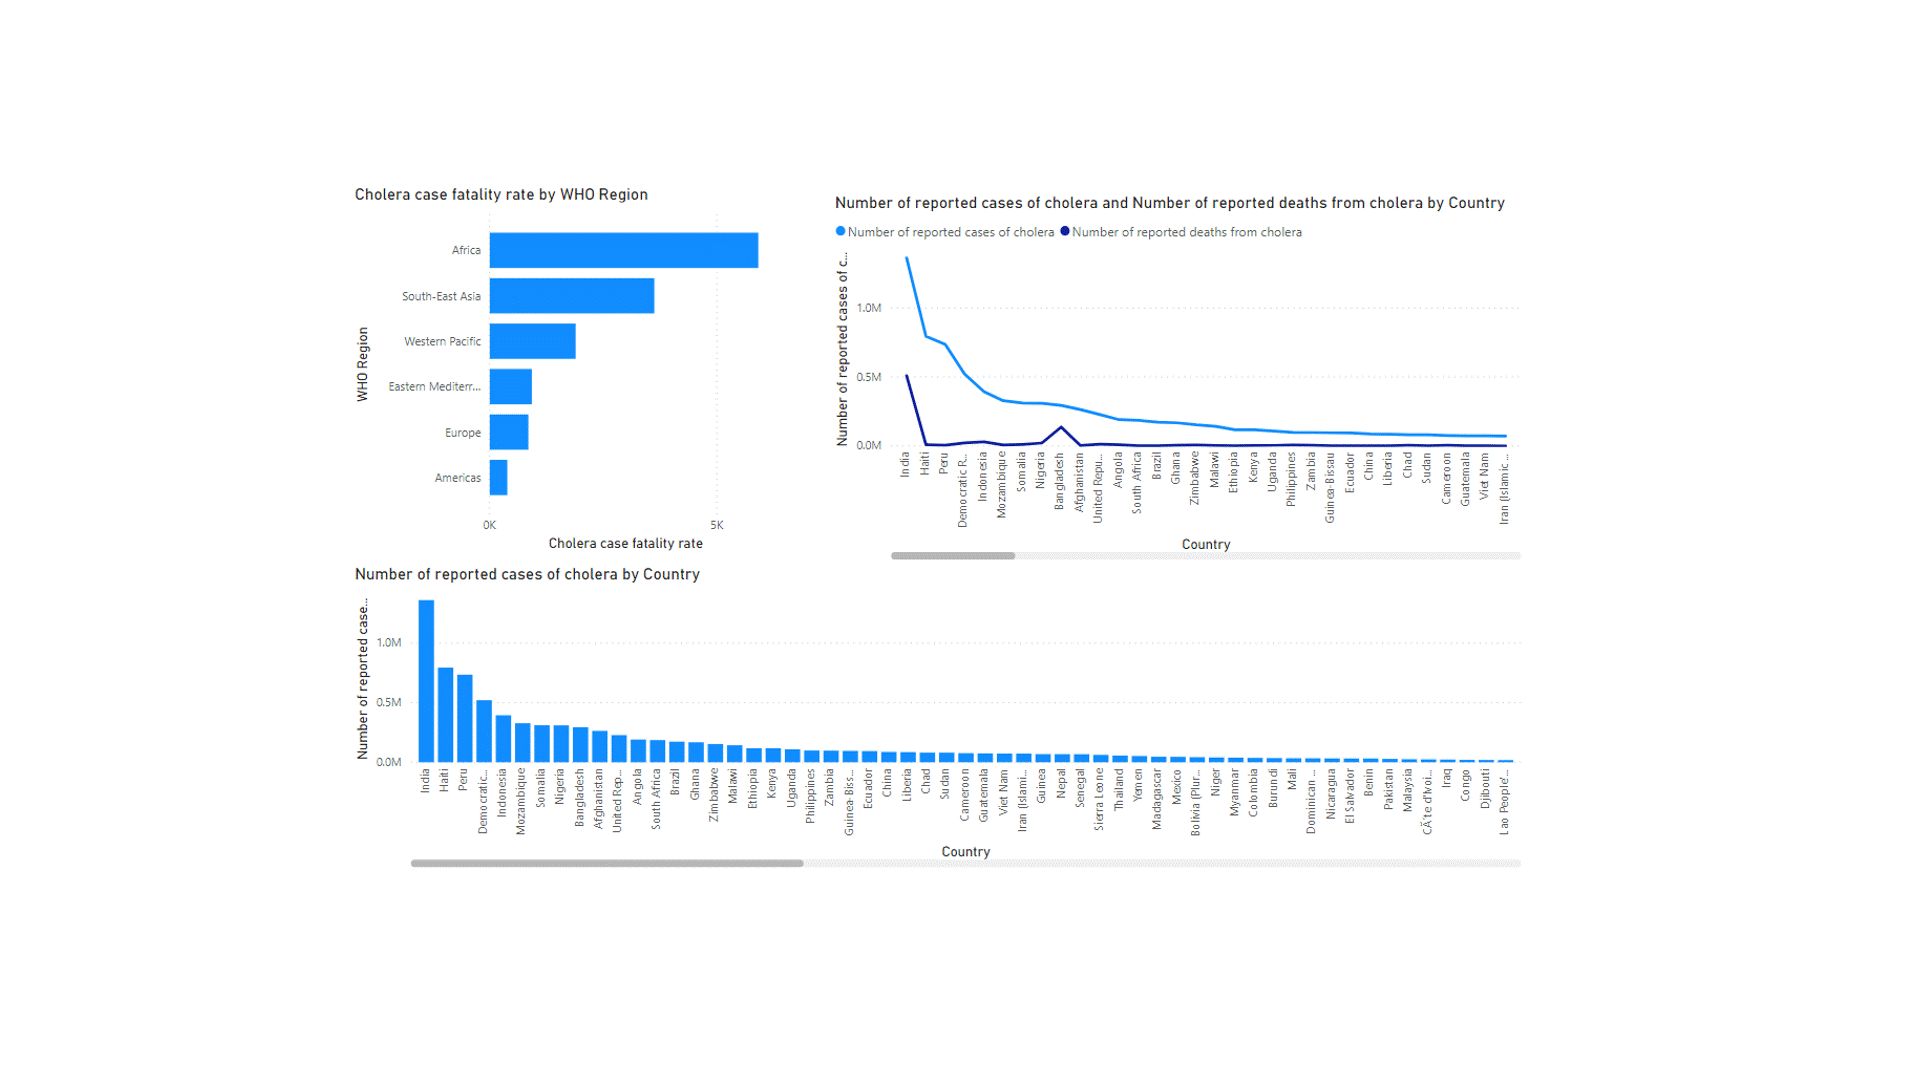 Cholera case fatality rate by WHO Region
WHO Region
Africa
South-East Asia
Western Pacific
Eastern Mediterr...
Europe
Americas
0K
5K
Cholera case fatality rate
Number of reported cases of cholera and Number of reported deaths from cholera by Country
Number of reported cases of cholera
Number of reported deaths from cholera
Number of reported cases of c...
1.0M
0.5M
0.0M
India
Haiti
Peru
Democratic R...
Indonesia
Mozambique
Somalia
Nigeria
Bangladesh
Afghanistan
United Repu...
Angola
South Africa
Brazil
Ghana
Zimbabwe
Malawi
Ethiopia
Kenya
Uganda
Philippines
Zambia
Guinea-Bissau
Ecuador
China
Liberia
Chad
Sudan
Cameroon
Guatemala
Viet Nam
Iran (Islamic ...
Country
Number of reported cases of cholera by Country
Number of reported case...
1.0M
0.5M
0.0M
India
Haiti
Peru
Democratic...
Indonesia
Mozambique
Somalia
Nigeria
Bangladesh
Afghanistan
United Rep...
Angola
South Africa
Brazil
Ghana
Zimbabwe
Malawi
Ethiopia
Kenya
Uganda
Philippines
Zambia
Guinea-Biss...
Ecuador
China
Liberia
Chad
Sudan
Cameroon
Guatemala
Viet Nam
Iran (Islami...
Guinea
Nepal
Senegal
Sierra Leone
Thailand
Yemen
Madagascar
Mexico
Bolivia (Plur...
Niger
Myanmar
Colombia
Burundi
Mali
Dominican ...
Nicaragua
El Salvador
Benin
Pakistan
Malaysia
CÃ´te d'Ivoi...
Iraq
Congo
Djibouti
Lao People'...
Country